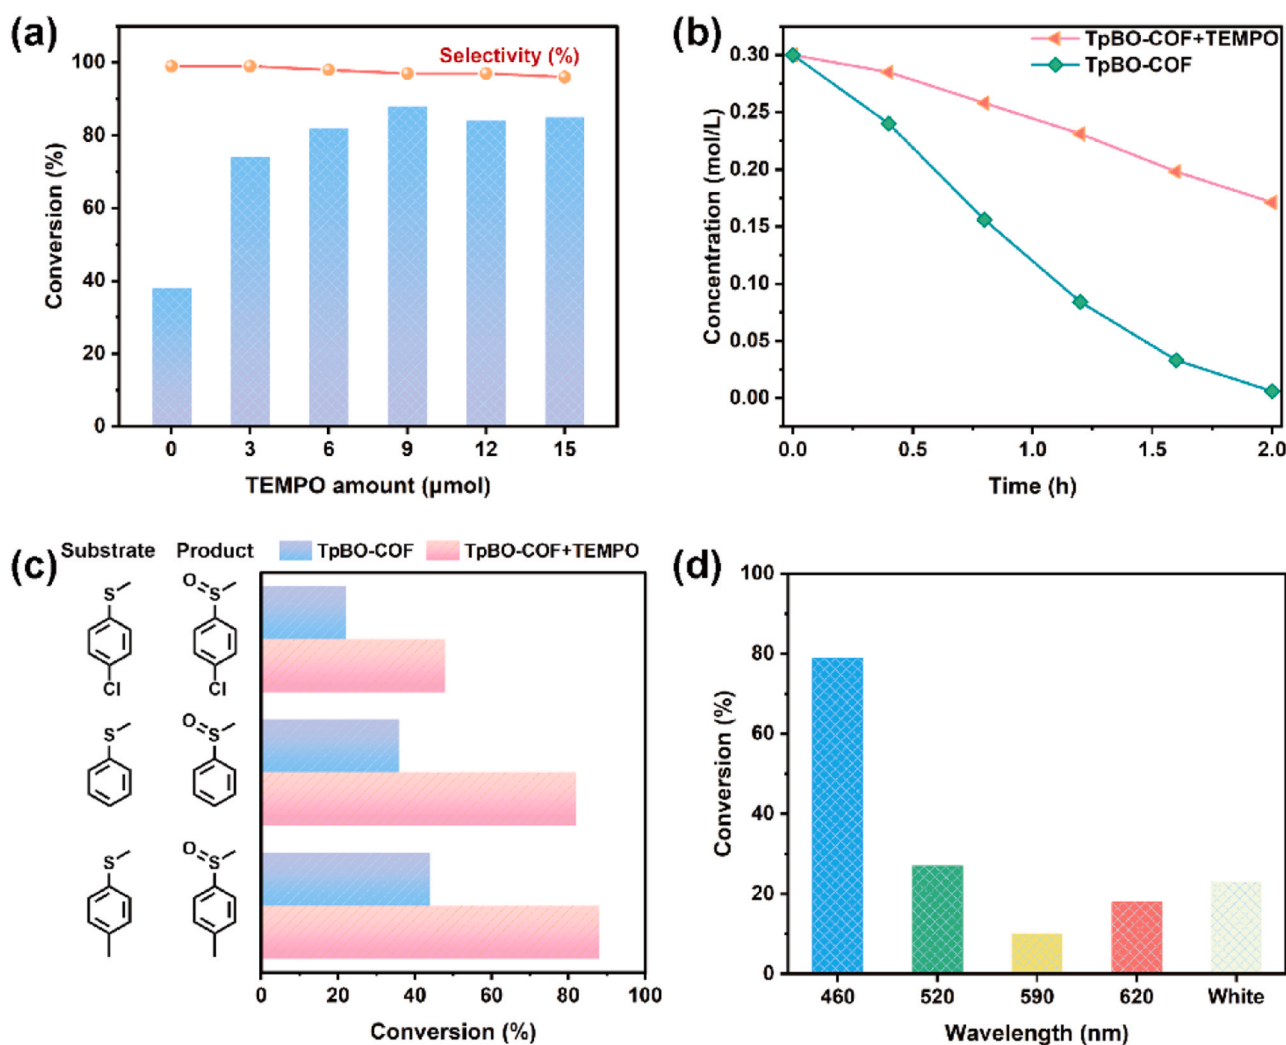 (a)
Selectivity (%)
100
80
60
40
20
0
Conversion (%)
0 3 6 9 12 15
TEMPO amount (μmol)
(b)
TpBO-COF+TEMPO
TpBO-COF
0.30
0.25
0.20
0.15
0.10
0.05
0.00
Concentration (mol/L)
0.0 0.5 1.0 1.5 2.0
Time (h)
(c)
Substrate Product TpBO-COF TpBO-COF+TEMPO
S O S
Cl Cl
S O S
S O S
0 20 40 60 80 100
Conversion (%)
(d)
100
80
60
40
20
0
Conversion (%)
460 520 590 620 White
Wavelength (nm)